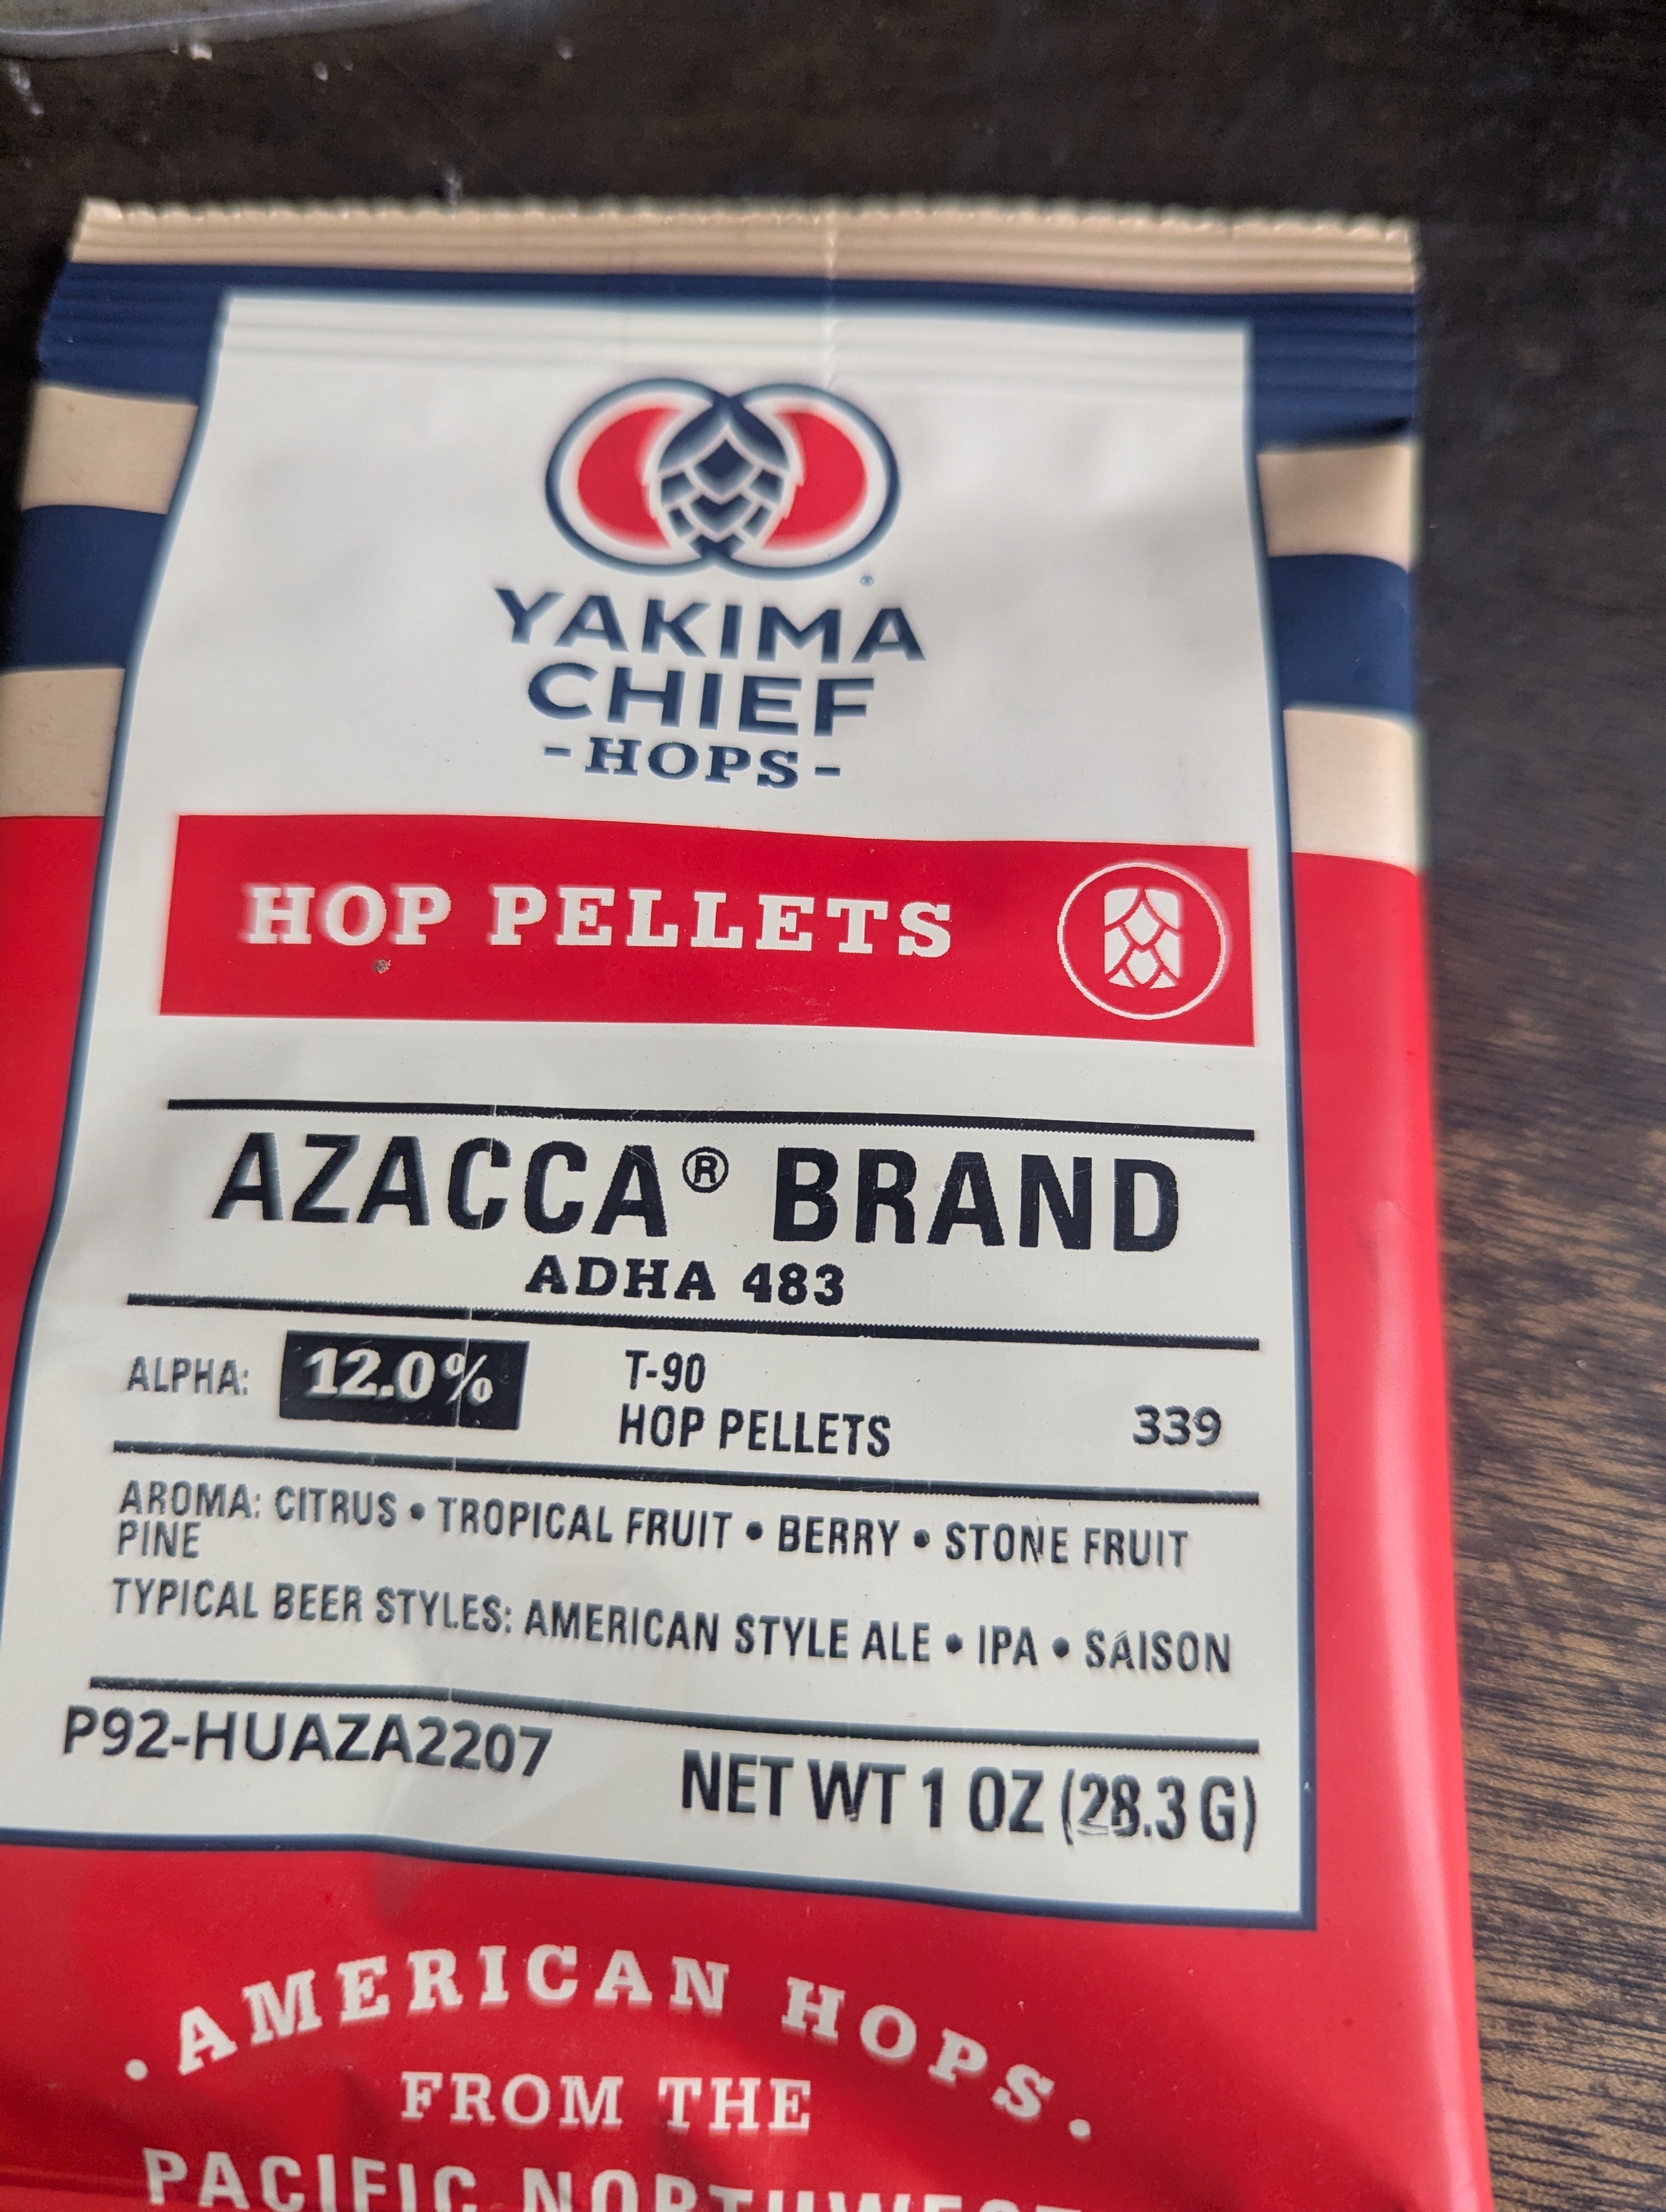 YAKIMA
CHIEF
-HOPS-
HOP PELLETS
AZACCA® BRAND
ADHA 483
ALPHA: 12.0%
T-90
HOP PELLETS
339
AROMA: CITRUS • TROPICAL FRUIT • BERRY • STONE FRUIT
PINE
TYPICAL BEER STYLES: AMERICAN STYLE ALE • IPA • SAISON
P92-HUAZA2207
NET WT 1 OZ (28.3 G)
• AMERICAN HOPS •
FROM THE
PACIFIC NORTHWEST